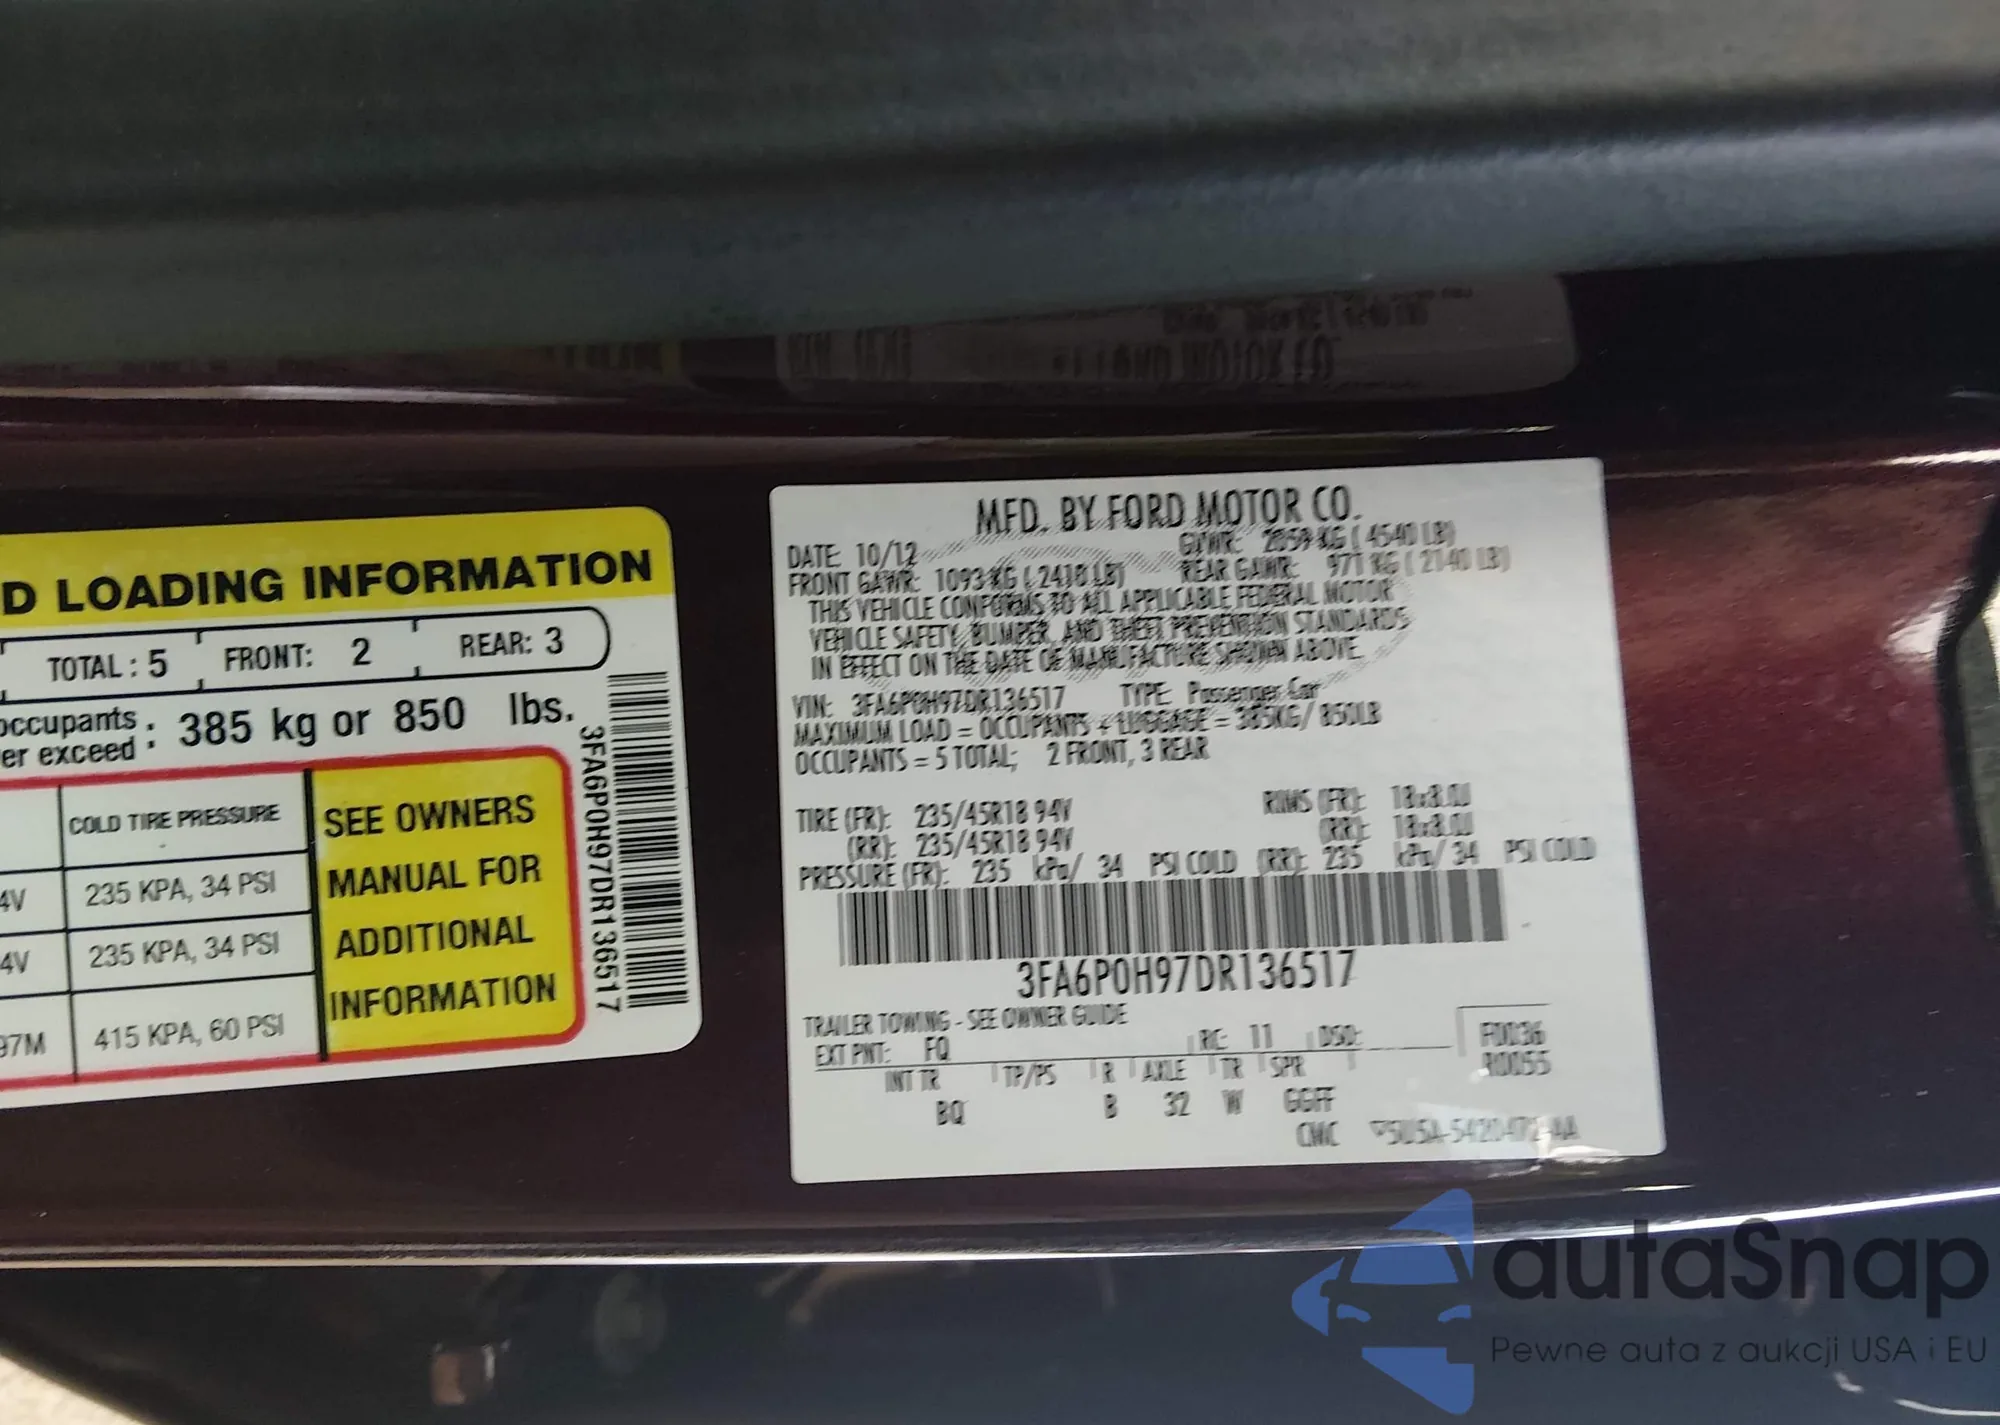 D LOADING INFORMATION
TOTAL : 5 FRONT: 2 REAR: 3
occupants : 385 kg or 850 lbs.
er exceed :
COLD TIRE PRESSURE
4V 235 KPA, 34 PSI
4V 235 KPA, 34 PSI
97M 415 KPA, 60 PSI
SEE OWNERS
MANUAL FOR
ADDITIONAL
INFORMATION
3FA6P0H97DR136517
MFD. BY FORD MOTOR CO.
DATE: 10/12 GVWR: 2059 KG ( 4540 LB)
FRONT GAWR: 1093 KG ( 2410 LB) REAR GAWR: 971 KG ( 2140 LB)
THIS VEHICLE CONFORMS TO ALL APPLICABLE FEDERAL MOTOR
VEHICLE SAFETY, BUMPER, AND THEFT PREVENTION STANDARDS
IN EFFECT ON THE DATE OF MANUFACTURE SHOWN ABOVE.
VIN: 3FA6P0H97DR136517 TYPE: Passenger Car
MAXIMUM LOAD = OCCUPANTS + LUGGAGE = 385KG/ 850LB
OCCUPANTS = 5 TOTAL; 2 FRONT, 3 REAR
TIRE (FR): 235/45R18 94V RIMS (FR): 18x8.0J
(RR): 235/45R18 94V (RR): 18x8.0J
PRESSURE (FR): 235 kPa/ 34 PSI COLD (RR): 235 kPa/ 34 PSI COLD
3FA6P0H97DR136517
TRAILER TOWING - SEE OWNER GUIDE
EXT PNT: FQ RC: 11 DSO: F0036
INT TR TP/PS R AXLE TR SPR R0055
BQ B 32 W GGFF
CMC
autaSnap
Pewne auta z aukcji USA i EU